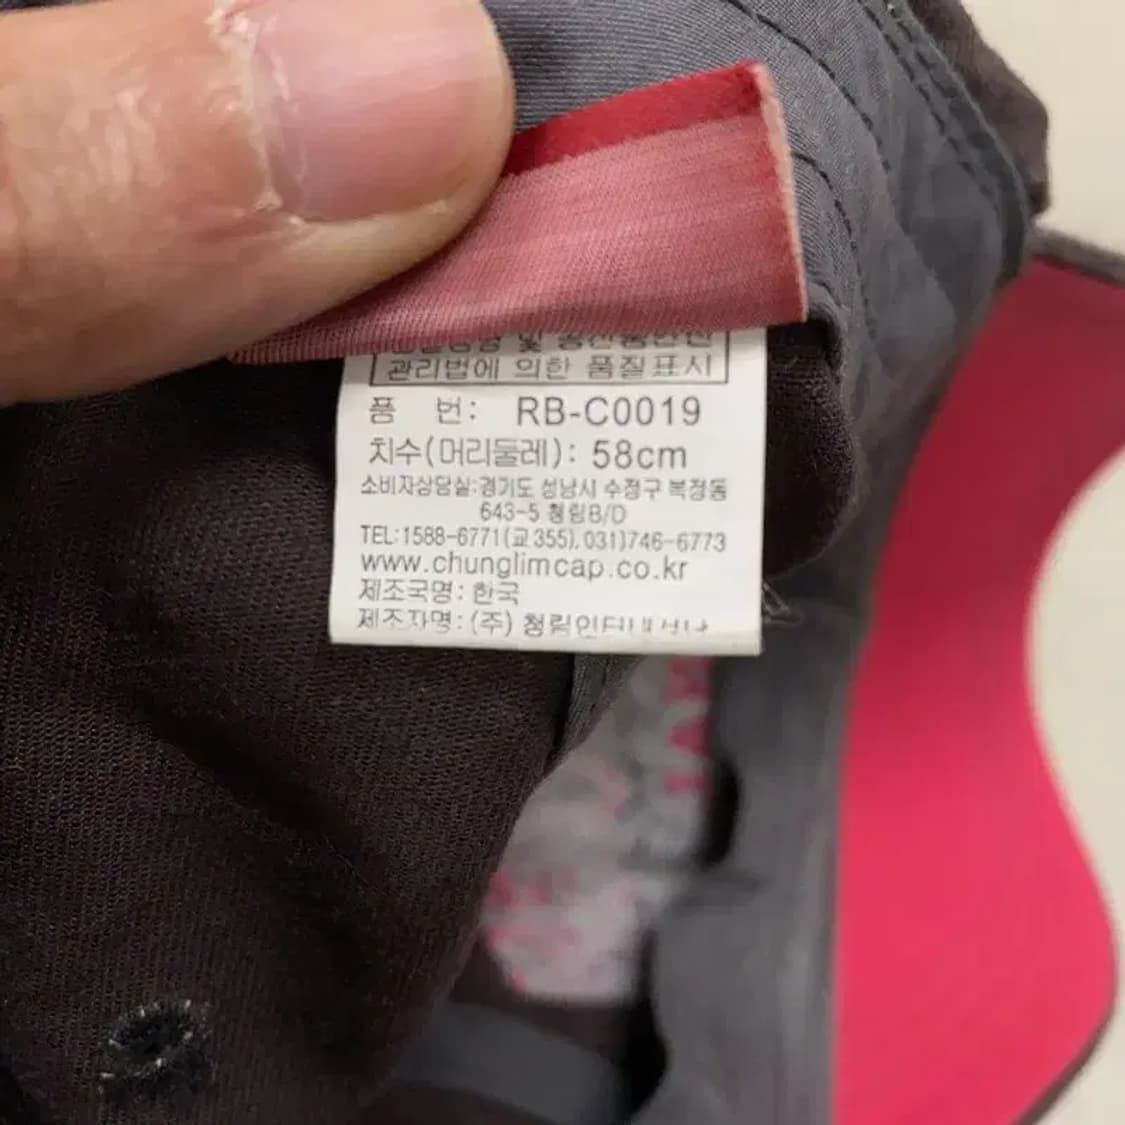 및
관리법에 의한 품질표시
품 번: RB-C0019
치수(머리둘레): 58cm
소비자상담실:경기도 성남시 수정구 복정동
643-5 청림B/D
TEL:1588-6771(교355), 031)746-6773
www.chunglimcap.co.kr
제조국명: 한국
제조자명: (주)